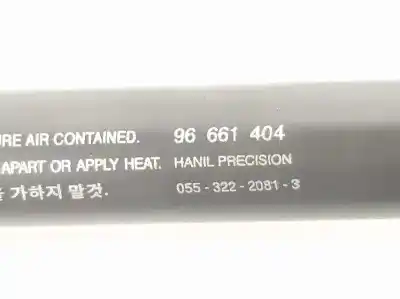 URE AIR CONTAINED. 96 661 404
APART OR APPLY HEAT. HANIL PRECISION
가하지 말것. 055 - 322 - 2081 - 3